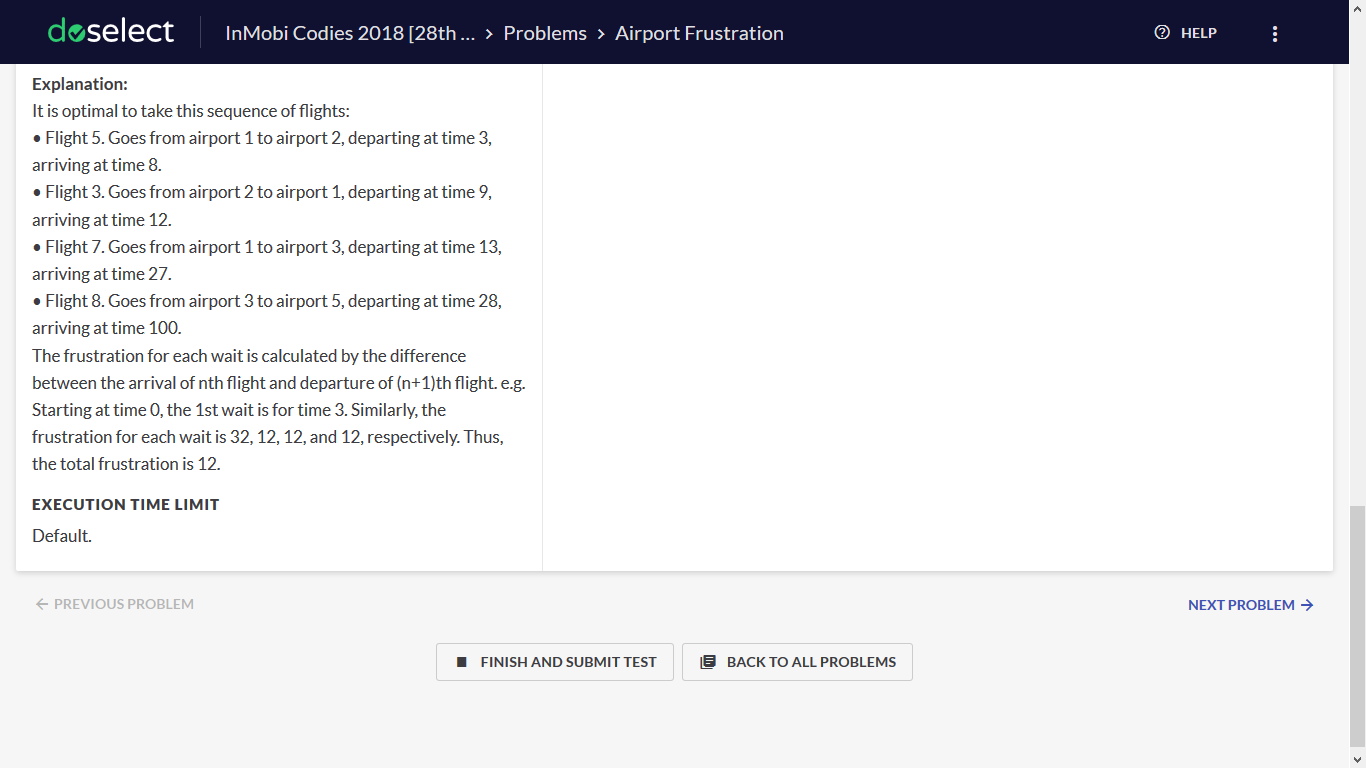 doselect
InMobi Codies 2018 [28th ... > Problems > Airport Frustration
HELP
Explanation:
It is optimal to take this sequence of flights:
• Flight 5. Goes from airport 1 to airport 2, departing at time 3,
arriving at time 8.
• Flight 3. Goes from airport 2 to airport 1, departing at time 9,
arriving at time 12.
• Flight 7. Goes from airport 1 to airport 3, departing at time 13,
arriving at time 27.
• Flight 8. Goes from airport 3 to airport 5, departing at time 28,
arriving at time 100.
The frustration for each wait is calculated by the difference
between the arrival of nth flight and departure of (n+1)th flight. e.g.
Starting at time 0, the 1st wait is for time 3. Similarly, the
frustration for each wait is 32, 12, 12, and 12, respectively. Thus,
the total frustration is 12.
EXECUTION TIME LIMIT
Default.
← PREVIOUS PROBLEM
NEXT PROBLEM →
FINISH AND SUBMIT TEST
BACK TO ALL PROBLEMS